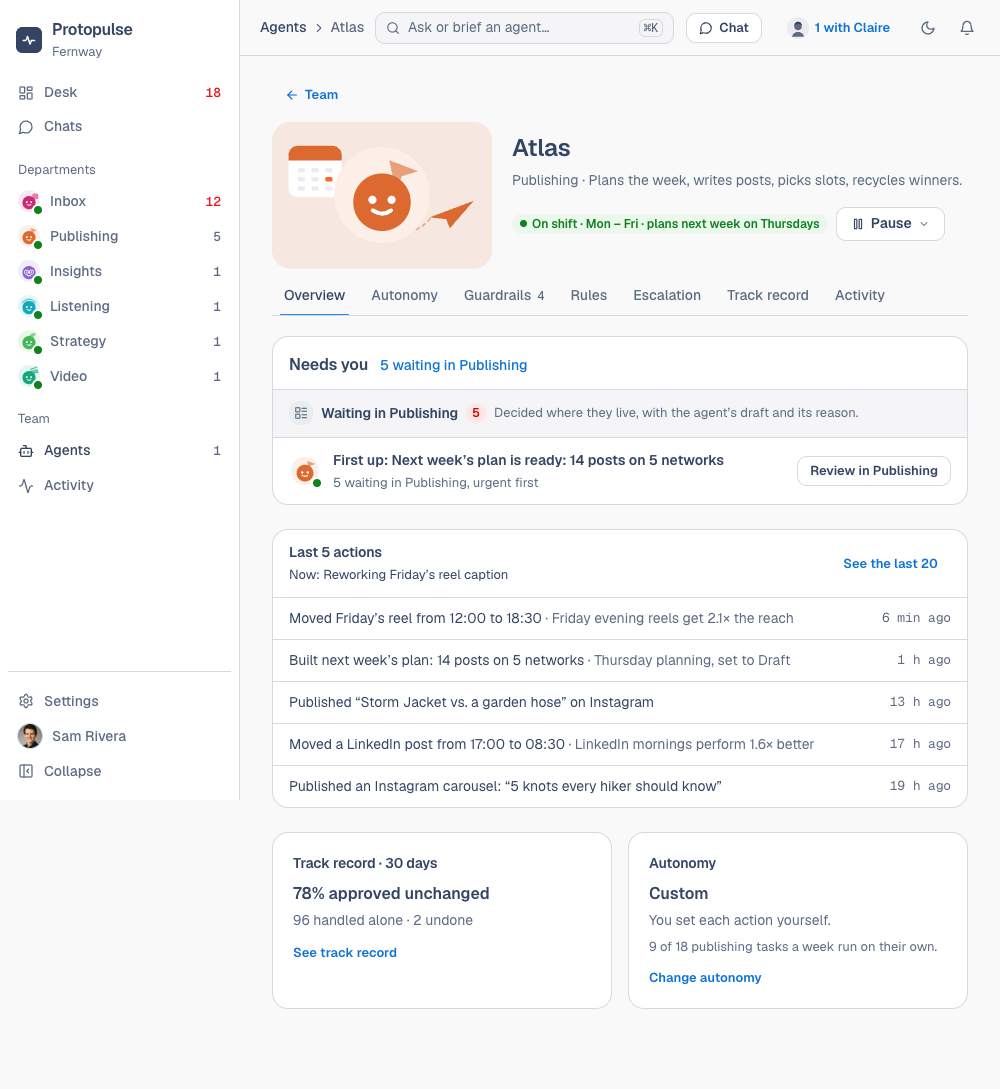 Protopulse
Fernway
Desk 18
Chats
Departments
Inbox 12
Publishing 5
Insights 1
Listening 1
Strategy 1
Video 1
Team
Agents 1
Activity
Settings
Sam Rivera
Collapse
Agents > Atlas
Ask or brief an agent… ⌘K
Chat
1 with Claire
← Team
Atlas
Publishing · Plans the week, writes posts, picks slots, recycles winners.
On shift · Mon – Fri · plans next week on Thursdays
Pause
Overview Autonomy Guardrails 4 Rules Escalation Track record Activity
Needs you 5 waiting in Publishing
Waiting in Publishing 5 Decided where they live, with the agent’s draft and its reason.
First up: Next week’s plan is ready: 14 posts on 5 networks
5 waiting in Publishing, urgent first
Review in Publishing
Last 5 actions
Now: Reworking Friday’s reel caption
See the last 20
Moved Friday’s reel from 12:00 to 18:30 · Friday evening reels get 2.1× the reach 6 min ago
Built next week’s plan: 14 posts on 5 networks · Thursday planning, set to Draft 1 h ago
Published “Storm Jacket vs. a garden hose” on Instagram 13 h ago
Moved a LinkedIn post from 17:00 to 08:30 · LinkedIn mornings perform 1.6× better 17 h ago
Published an Instagram carousel: “5 knots every hiker should know” 19 h ago
Track record · 30 days
78% approved unchanged
96 handled alone · 2 undone
See track record
Autonomy
Custom
You set each action yourself.
9 of 18 publishing tasks a week run on their own.
Change autonomy